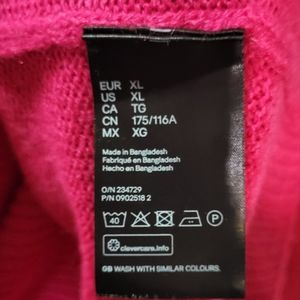 EUR XL
US XL
CA TG
CN 175/116A
MX XG
Made in Bangladesh
Fabriqué en Bangladesh
Hecho en Bangladesh
O/N 234729
P/N 0902518 2
40 P
clevercare.info
GB WASH WITH SIMILAR COLOURS.